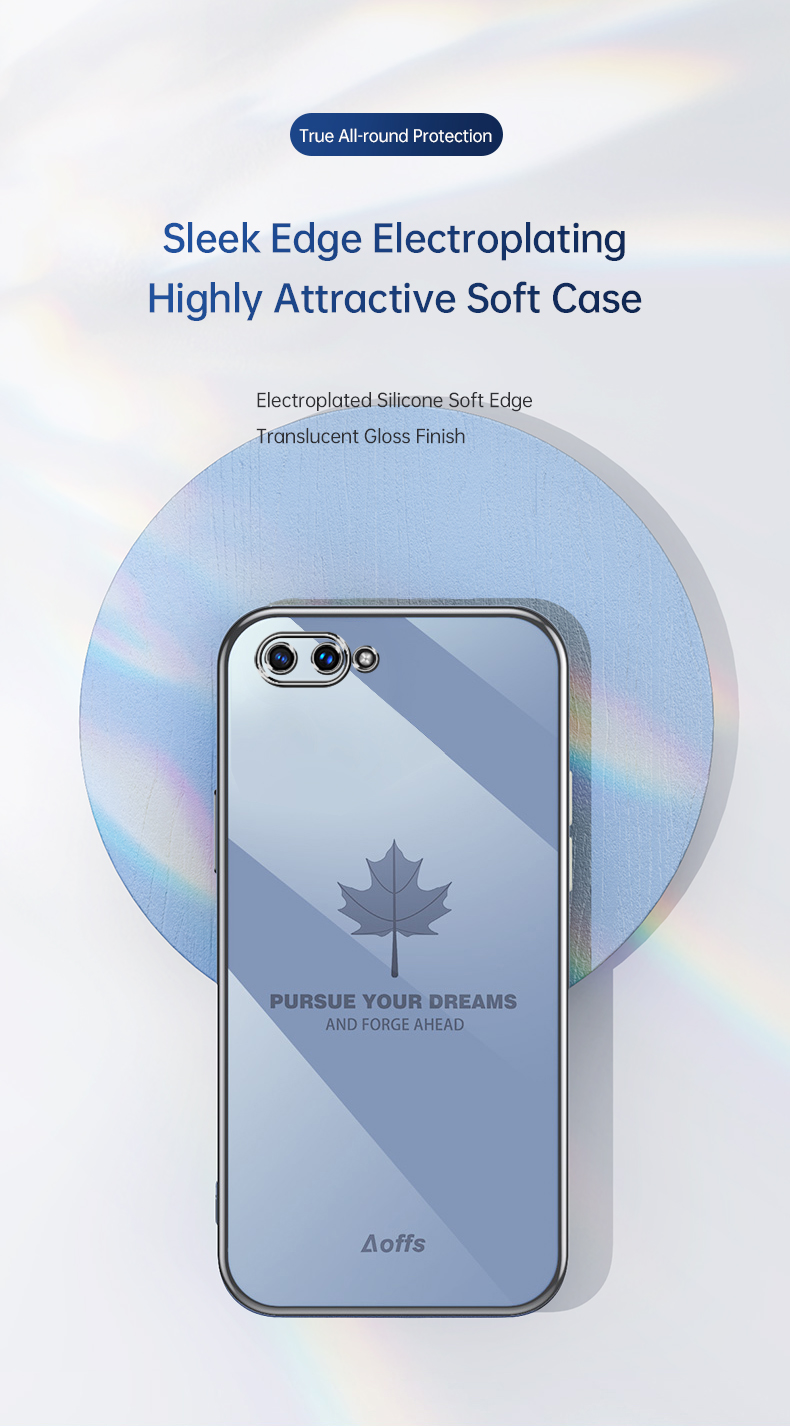 True All-round Protection
Sleek Edge Electroplating
Highly Attractive Soft Case
Electroplated Silicone Soft Edge
Translucent Gloss Finish
PURSUE YOUR DREAMS
AND FORGE AHEAD
Aoffs